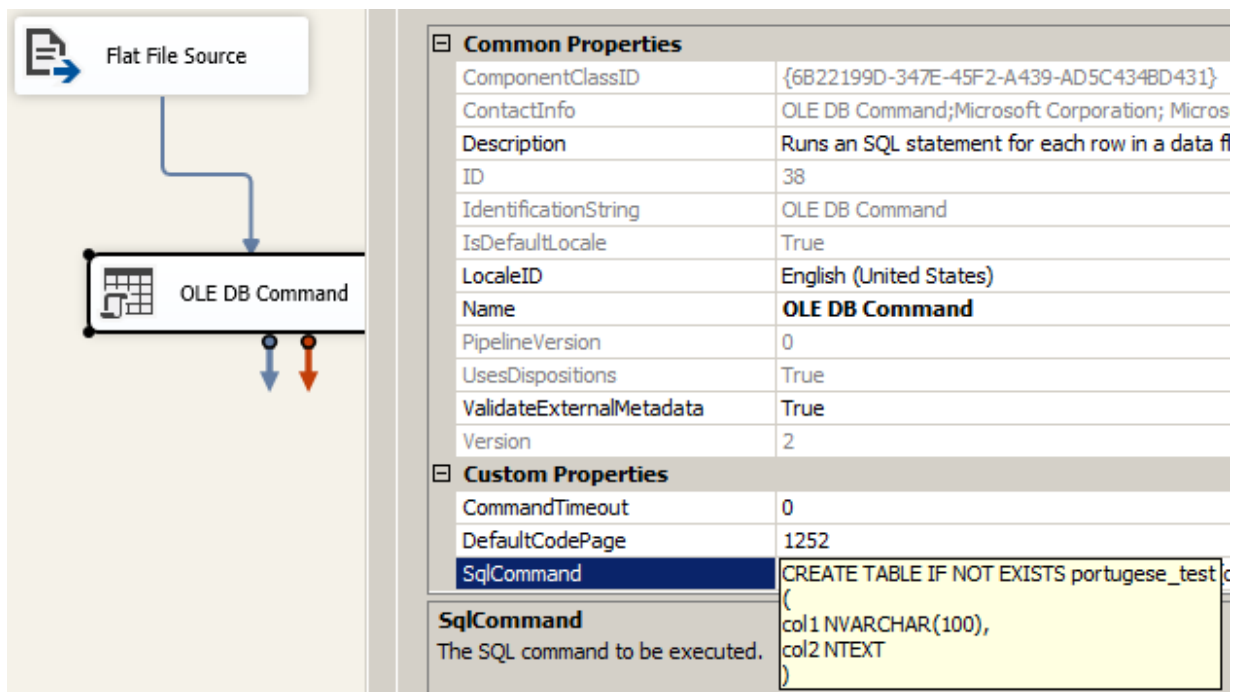 Flat File Source
OLE DB Command
Common Properties
ComponentClassID {6B22199D-347E-45F2-A439-AD5C434BD431}
ContactInfo OLE DB Command;Microsoft Corporation; Micros
Description Runs an SQL statement for each row in a data fl
ID 38
IdentificationString OLE DB Command
IsDefaultLocale True
LocaleID English (United States)
Name OLE DB Command
PipelineVersion 0
UsesDispositions True
ValidateExternalMetadata True
Version 2
Custom Properties
CommandTimeout 0
DefaultCodePage 1252
SqlCommand CREATE TABLE IF NOT EXISTS portugese_test
(
col1 NVARCHAR(100),
col2 NTEXT
)
SqlCommand
The SQL command to be executed.